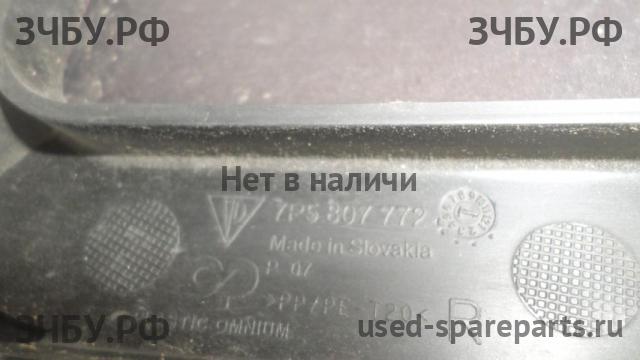 ЗЧБУ.РФ ЗЧБУ.РФ
Нет в наличи
7P5 807 772
Made in Slovakia
P 07
>PP/PE-T20<
R
OMNIUM
ЗЧБУ.РФ used-spareparts.ru